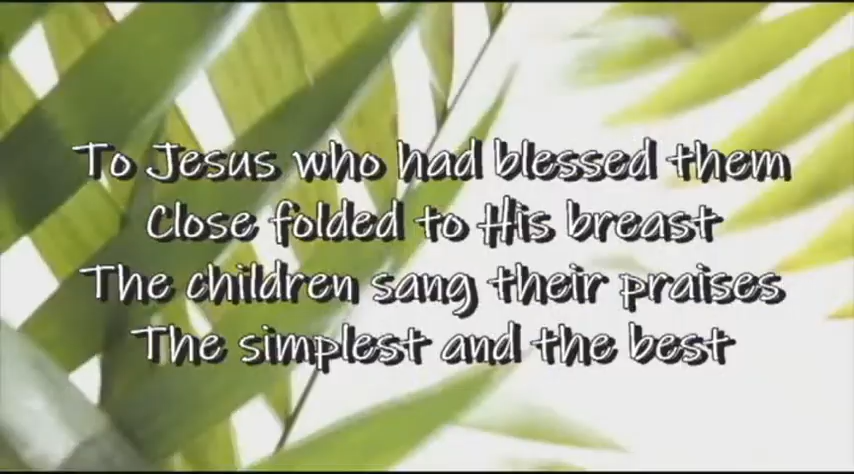 To Jesus who had blessed them
Close folded to His breast
The children sang their praises
The simplest and the best